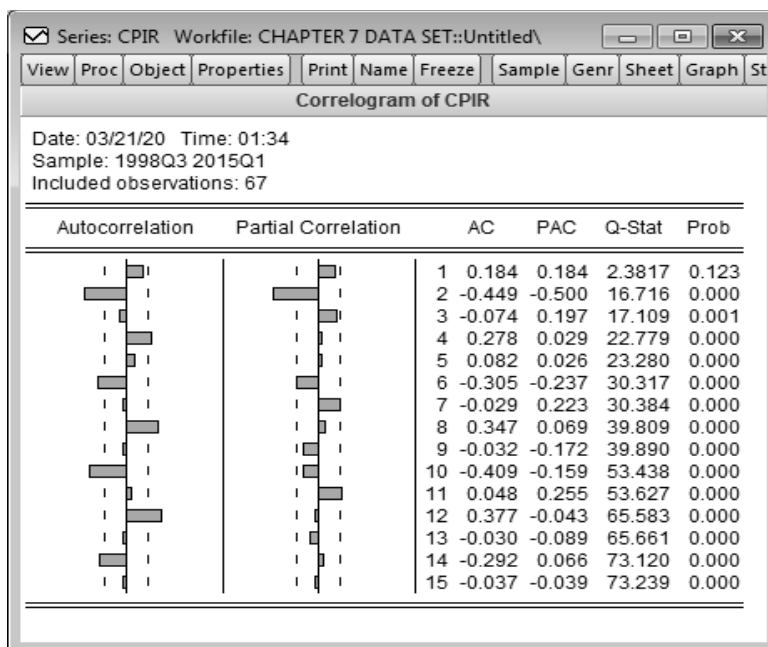 Series: CPIR Workfile: CHAPTER 7 DATA SET::Untitled\
View Proc Object Properties Print Name Freeze Sample Genr Sheet Graph St
Correlogram of CPIR
Date: 03/21/20 Time: 01:34
Sample: 1998Q3 2015Q1
Included observations: 67
Autocorrelation Partial Correlation AC PAC Q-Stat Prob
1 0.184 0.184 2.3817 0.123
2 -0.449 -0.500 16.716 0.000
3 -0.074 0.197 17.109 0.001
4 0.278 0.029 22.779 0.000
5 0.082 0.026 23.280 0.000
6 -0.305 -0.237 30.317 0.000
7 -0.029 0.223 30.384 0.000
8 0.347 0.069 39.809 0.000
9 -0.032 -0.172 39.890 0.000
10 -0.409 -0.159 53.438 0.000
11 0.048 0.255 53.627 0.000
12 0.377 -0.043 65.583 0.000
13 -0.030 -0.089 65.661 0.000
14 -0.292 0.066 73.120 0.000
15 -0.037 -0.039 73.239 0.000